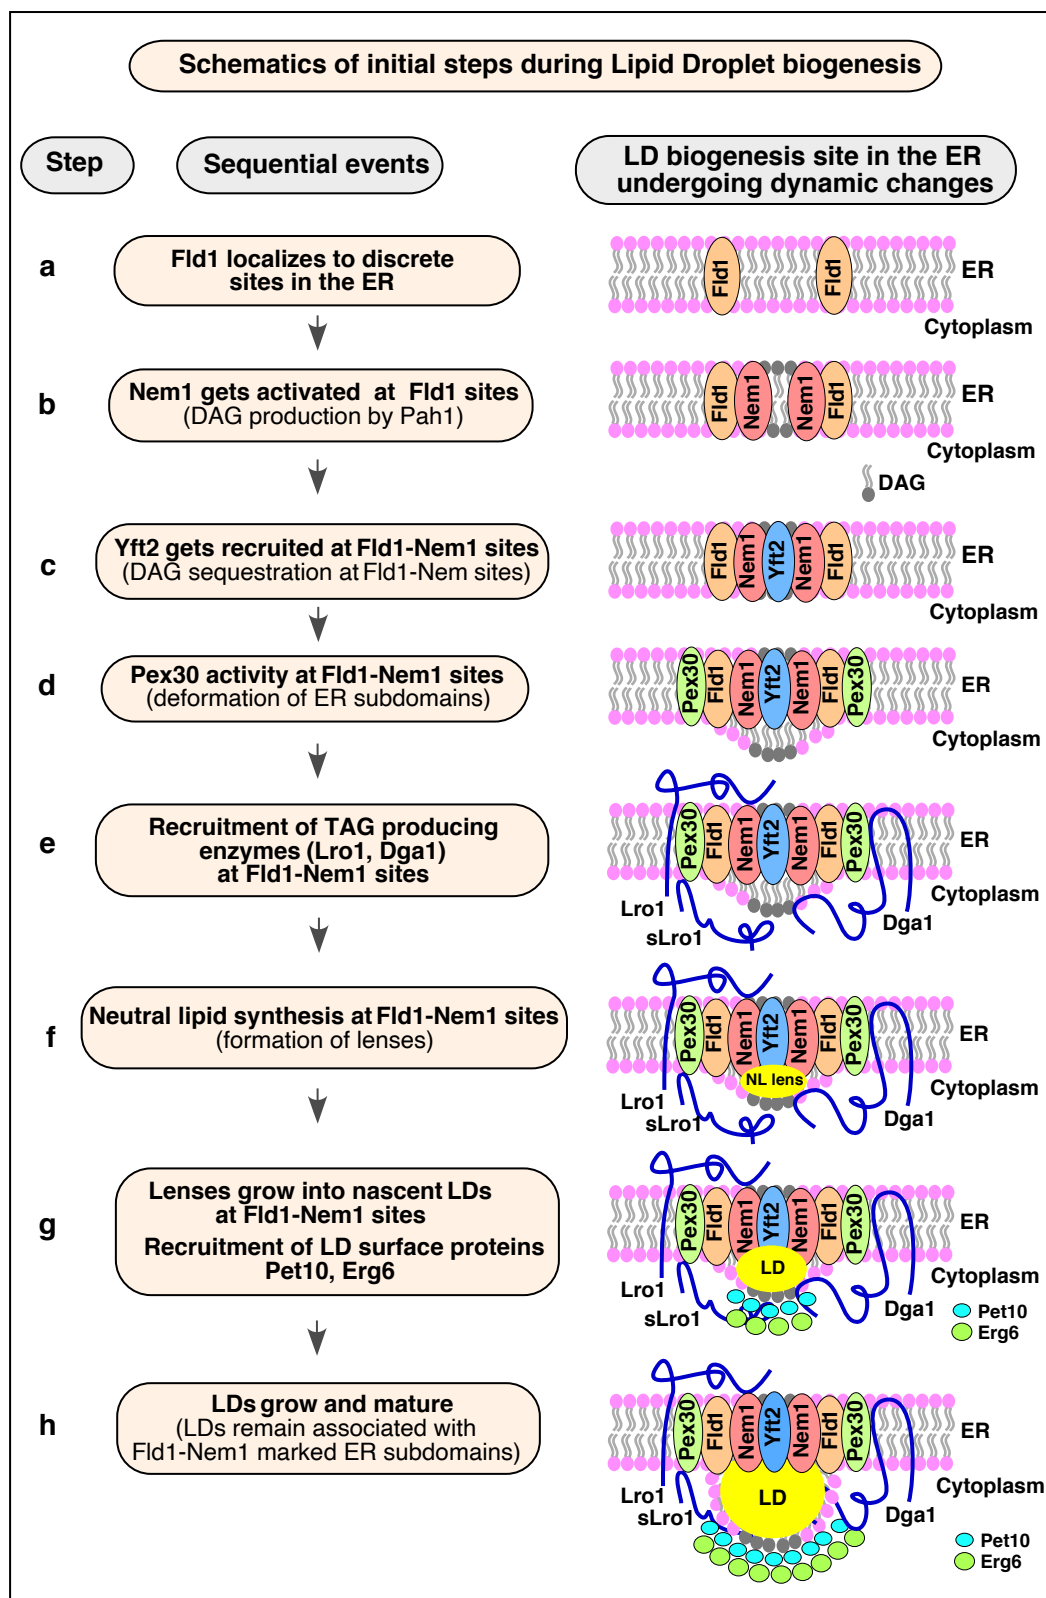 Schematics of initial steps during Lipid Droplet biogenesis
Step
Sequential events
LD biogenesis site in the ER
undergoing dynamic changes
a
Fld1 localizes to discrete
sites in the ER
Fld1
Fld1
ER
Cytoplasm
b
Nem1 gets activated at Fld1 sites
(DAG production by Pah1)
Fld1
Nem1
Nem1
Fld1
ER
Cytoplasm
DAG
c
Yft2 gets recruited at Fld1-Nem1 sites
(DAG sequestration at Fld1-Nem sites)
Fld1
Nem1
Yft2
Nem1
Fld1
ER
Cytoplasm
d
Pex30 activity at Fld1-Nem1 sites
(deformation of ER subdomains)
Pex30
Fld1
Nem1
Yft2
Nem1
Fld1
Pex30
ER
Cytoplasm
e
Recruitment of TAG producing
enzymes (Lro1, Dga1)
at Fld1-Nem1 sites
Pex30
Fld1
Nem1
Yft2
Nem1
Fld1
Pex30
ER
Cytoplasm
Lro1
sLro1
Dga1
f
Neutral lipid synthesis at Fld1-Nem1 sites
(formation of lenses)
Pex30
Fld1
Nem1
Yft2
Nem1
Fld1
Pex30
ER
NL lens
Cytoplasm
Lro1
sLro1
Dga1
g
Lenses grow into nascent LDs
at Fld1-Nem1 sites
Recruitment of LD surface proteins
Pet10, Erg6
Pex30
Fld1
Nem1
Yft2
Nem1
Fld1
Pex30
ER
LD
Cytoplasm
Lro1
sLro1
Dga1
Pet10
Erg6
h
LDs grow and mature
(LDs remain associated with
Fld1-Nem1 marked ER subdomains)
Pex30
Fld1
Nem1
Yft2
Nem1
Fld1
Pex30
ER
Cytoplasm
LD
Lro1
sLro1
Dga1
Pet10
Erg6